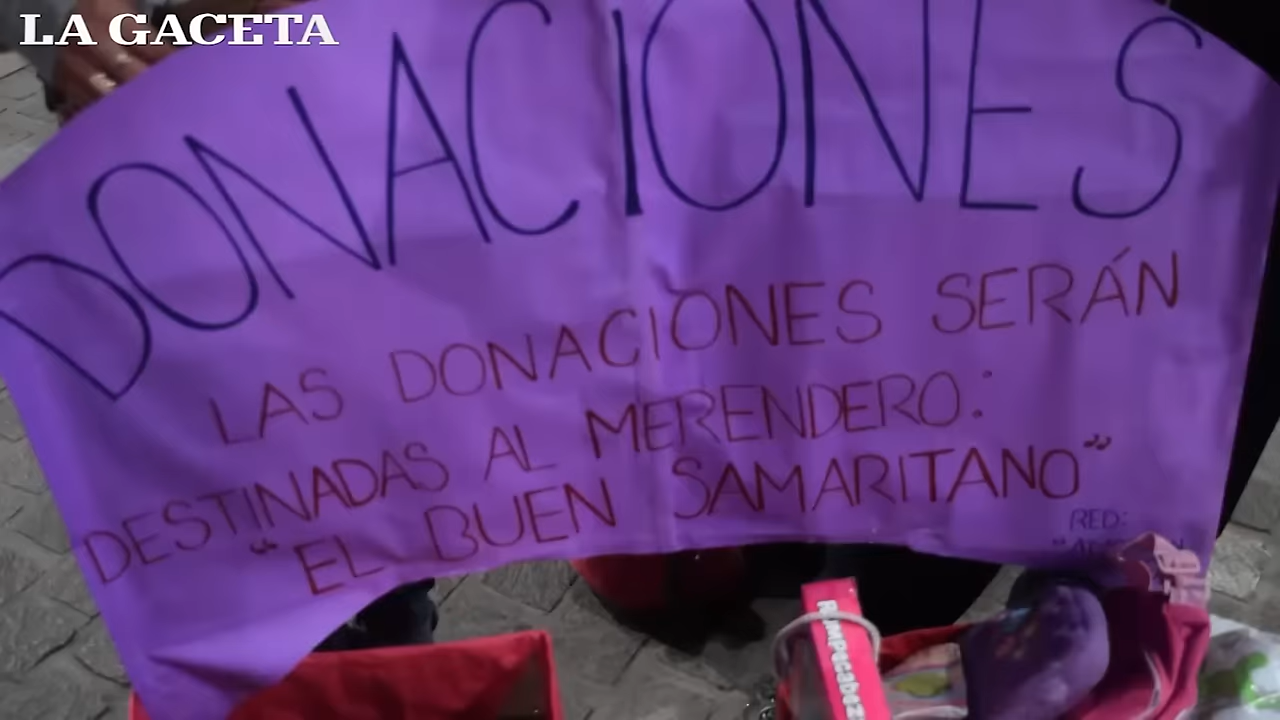 LA GACETA
DONACIONES
LAS DONACIONES SERÁN
DESTINADAS AL MERENDERO:
"EL BUEN SAMARITANO"
RED: